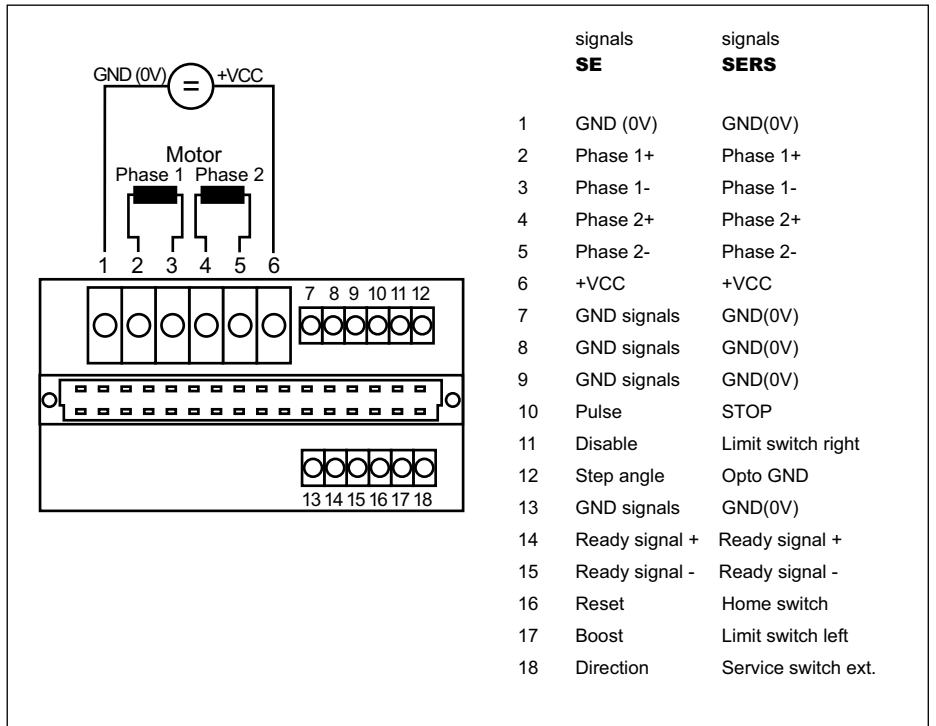 GND (0V) = +VCC
Motor
Phase 1 Phase 2
1 2 3 4 5 6
7 8 9 10 11 12
13 14 15 16 17 18
signals signals
SE SERS
1 GND (0V) GND(0V)
2 Phase 1+ Phase 1+
3 Phase 1- Phase 1-
4 Phase 2+ Phase 2+
5 Phase 2- Phase 2-
6 +VCC +VCC
7 GND signals GND(0V)
8 GND signals GND(0V)
9 GND signals GND(0V)
10 Pulse STOP
11 Disable Limit switch right
12 Step angle Opto GND
13 GND signals GND(0V)
14 Ready signal + Ready signal +
15 Ready signal - Ready signal -
16 Reset Home switch
17 Boost Limit switch left
18 Direction Service switch ext.